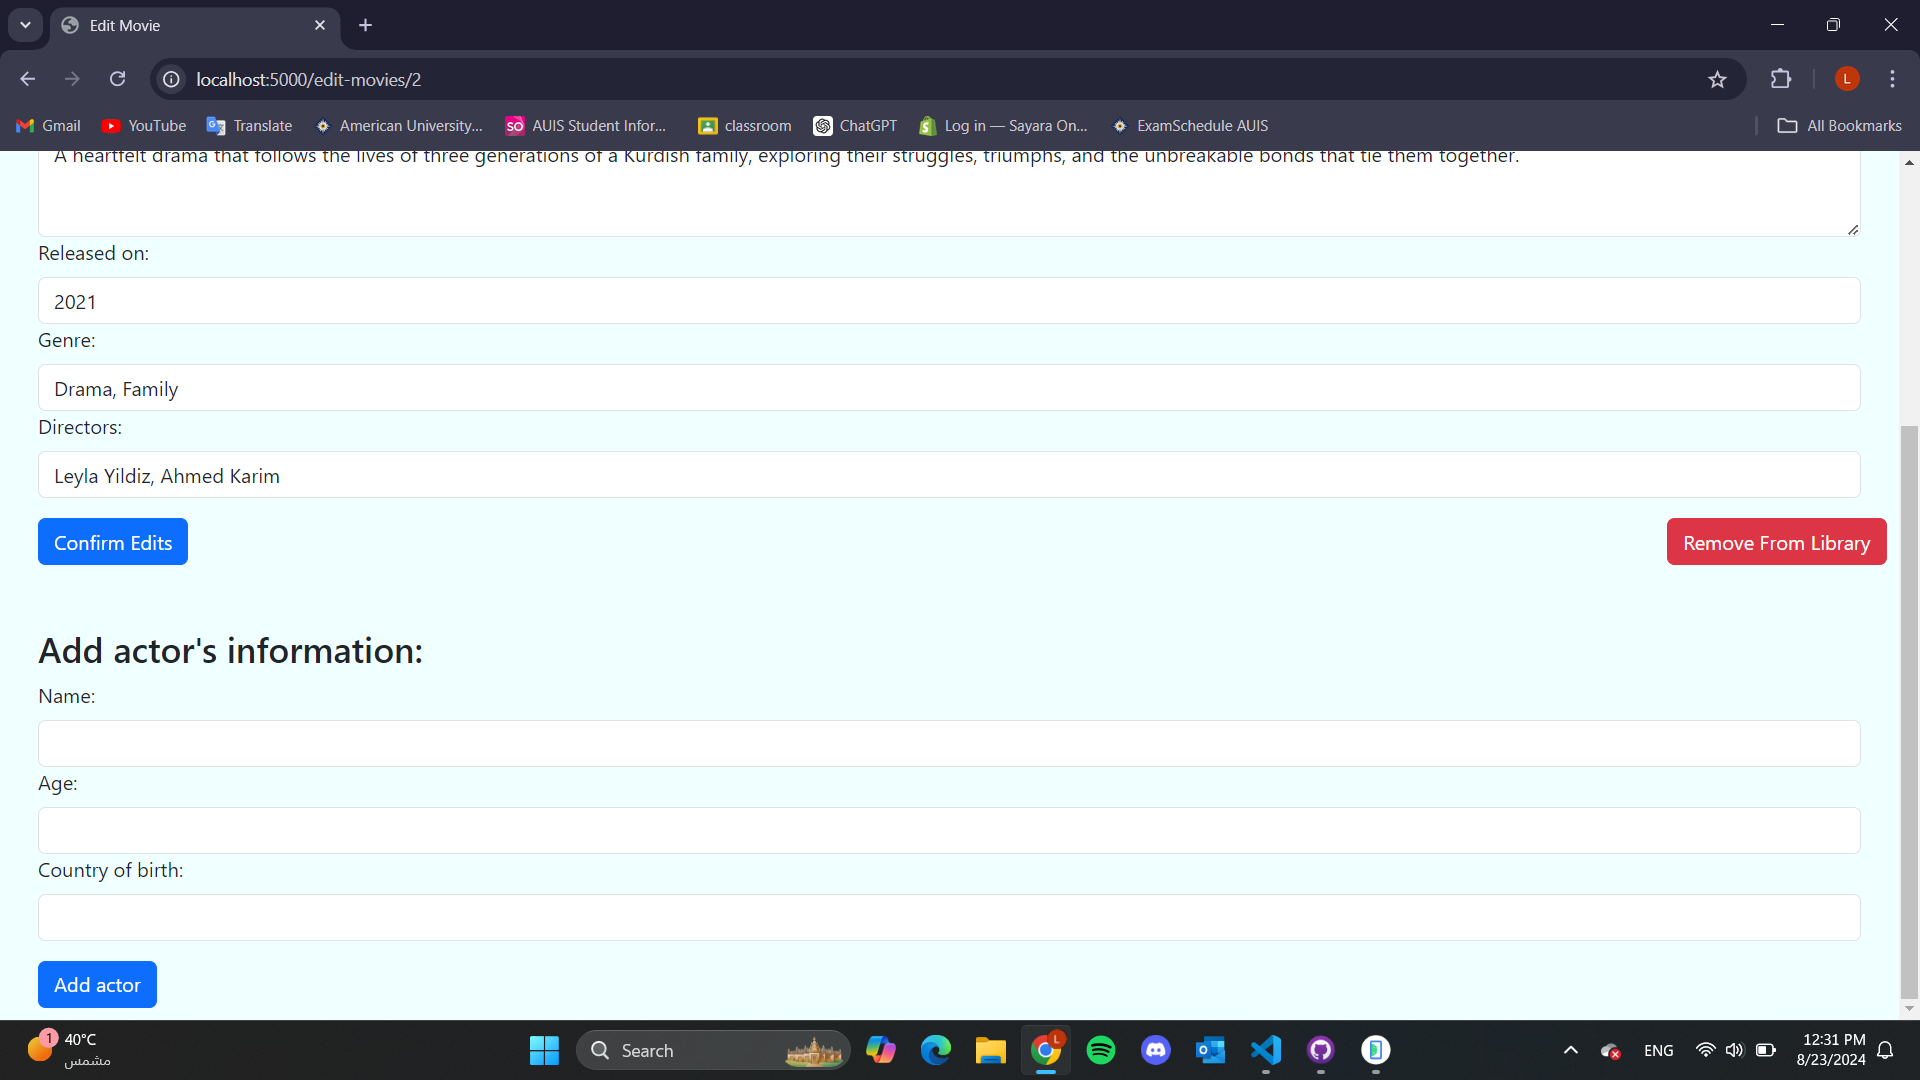 Edit Movie
localhost:5000/edit-movies/2
L
Gmail YouTube Translate American University... SO AUIS Student Infor... classroom ChatGPT Log in — Sayara On... ExamSchedule AUIS All Bookmarks
A heartfelt drama that follows the lives of three generations of a Kurdish family, exploring their struggles, triumphs, and the unbreakable bonds that tie them together.
Released on:
2021
Genre:
Drama, Family
Directors:
Leyla Yildiz, Ahmed Karim
Confirm Edits Remove From Library
Add actor's information:
Name:
Age:
Country of birth:
Add actor
1 40°C
مشمس
Search
L
ENG
12:31 PM
8/23/2024